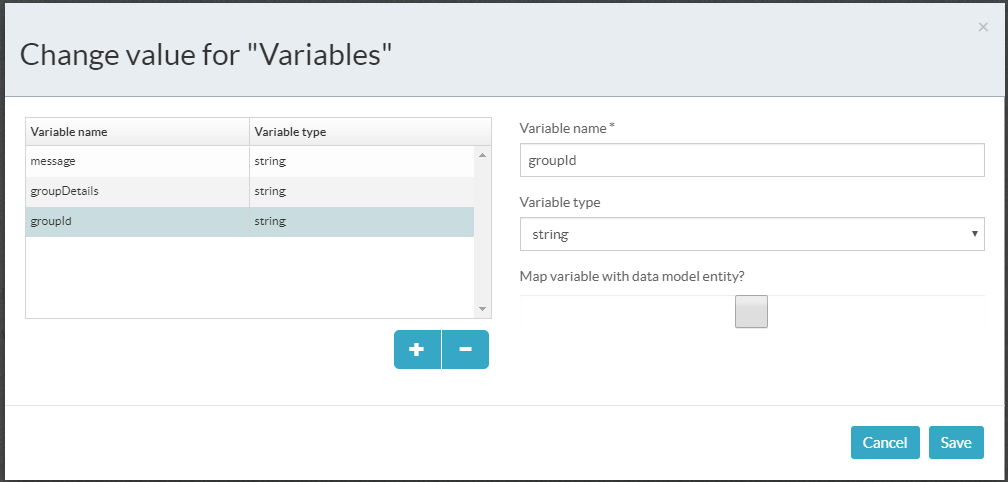 ×
Change value for "Variables"
Variable name Variable type
message string
groupDetails string
groupId string
+ −
Variable name *
groupId
Variable type
string
Map variable with data model entity?
Cancel Save